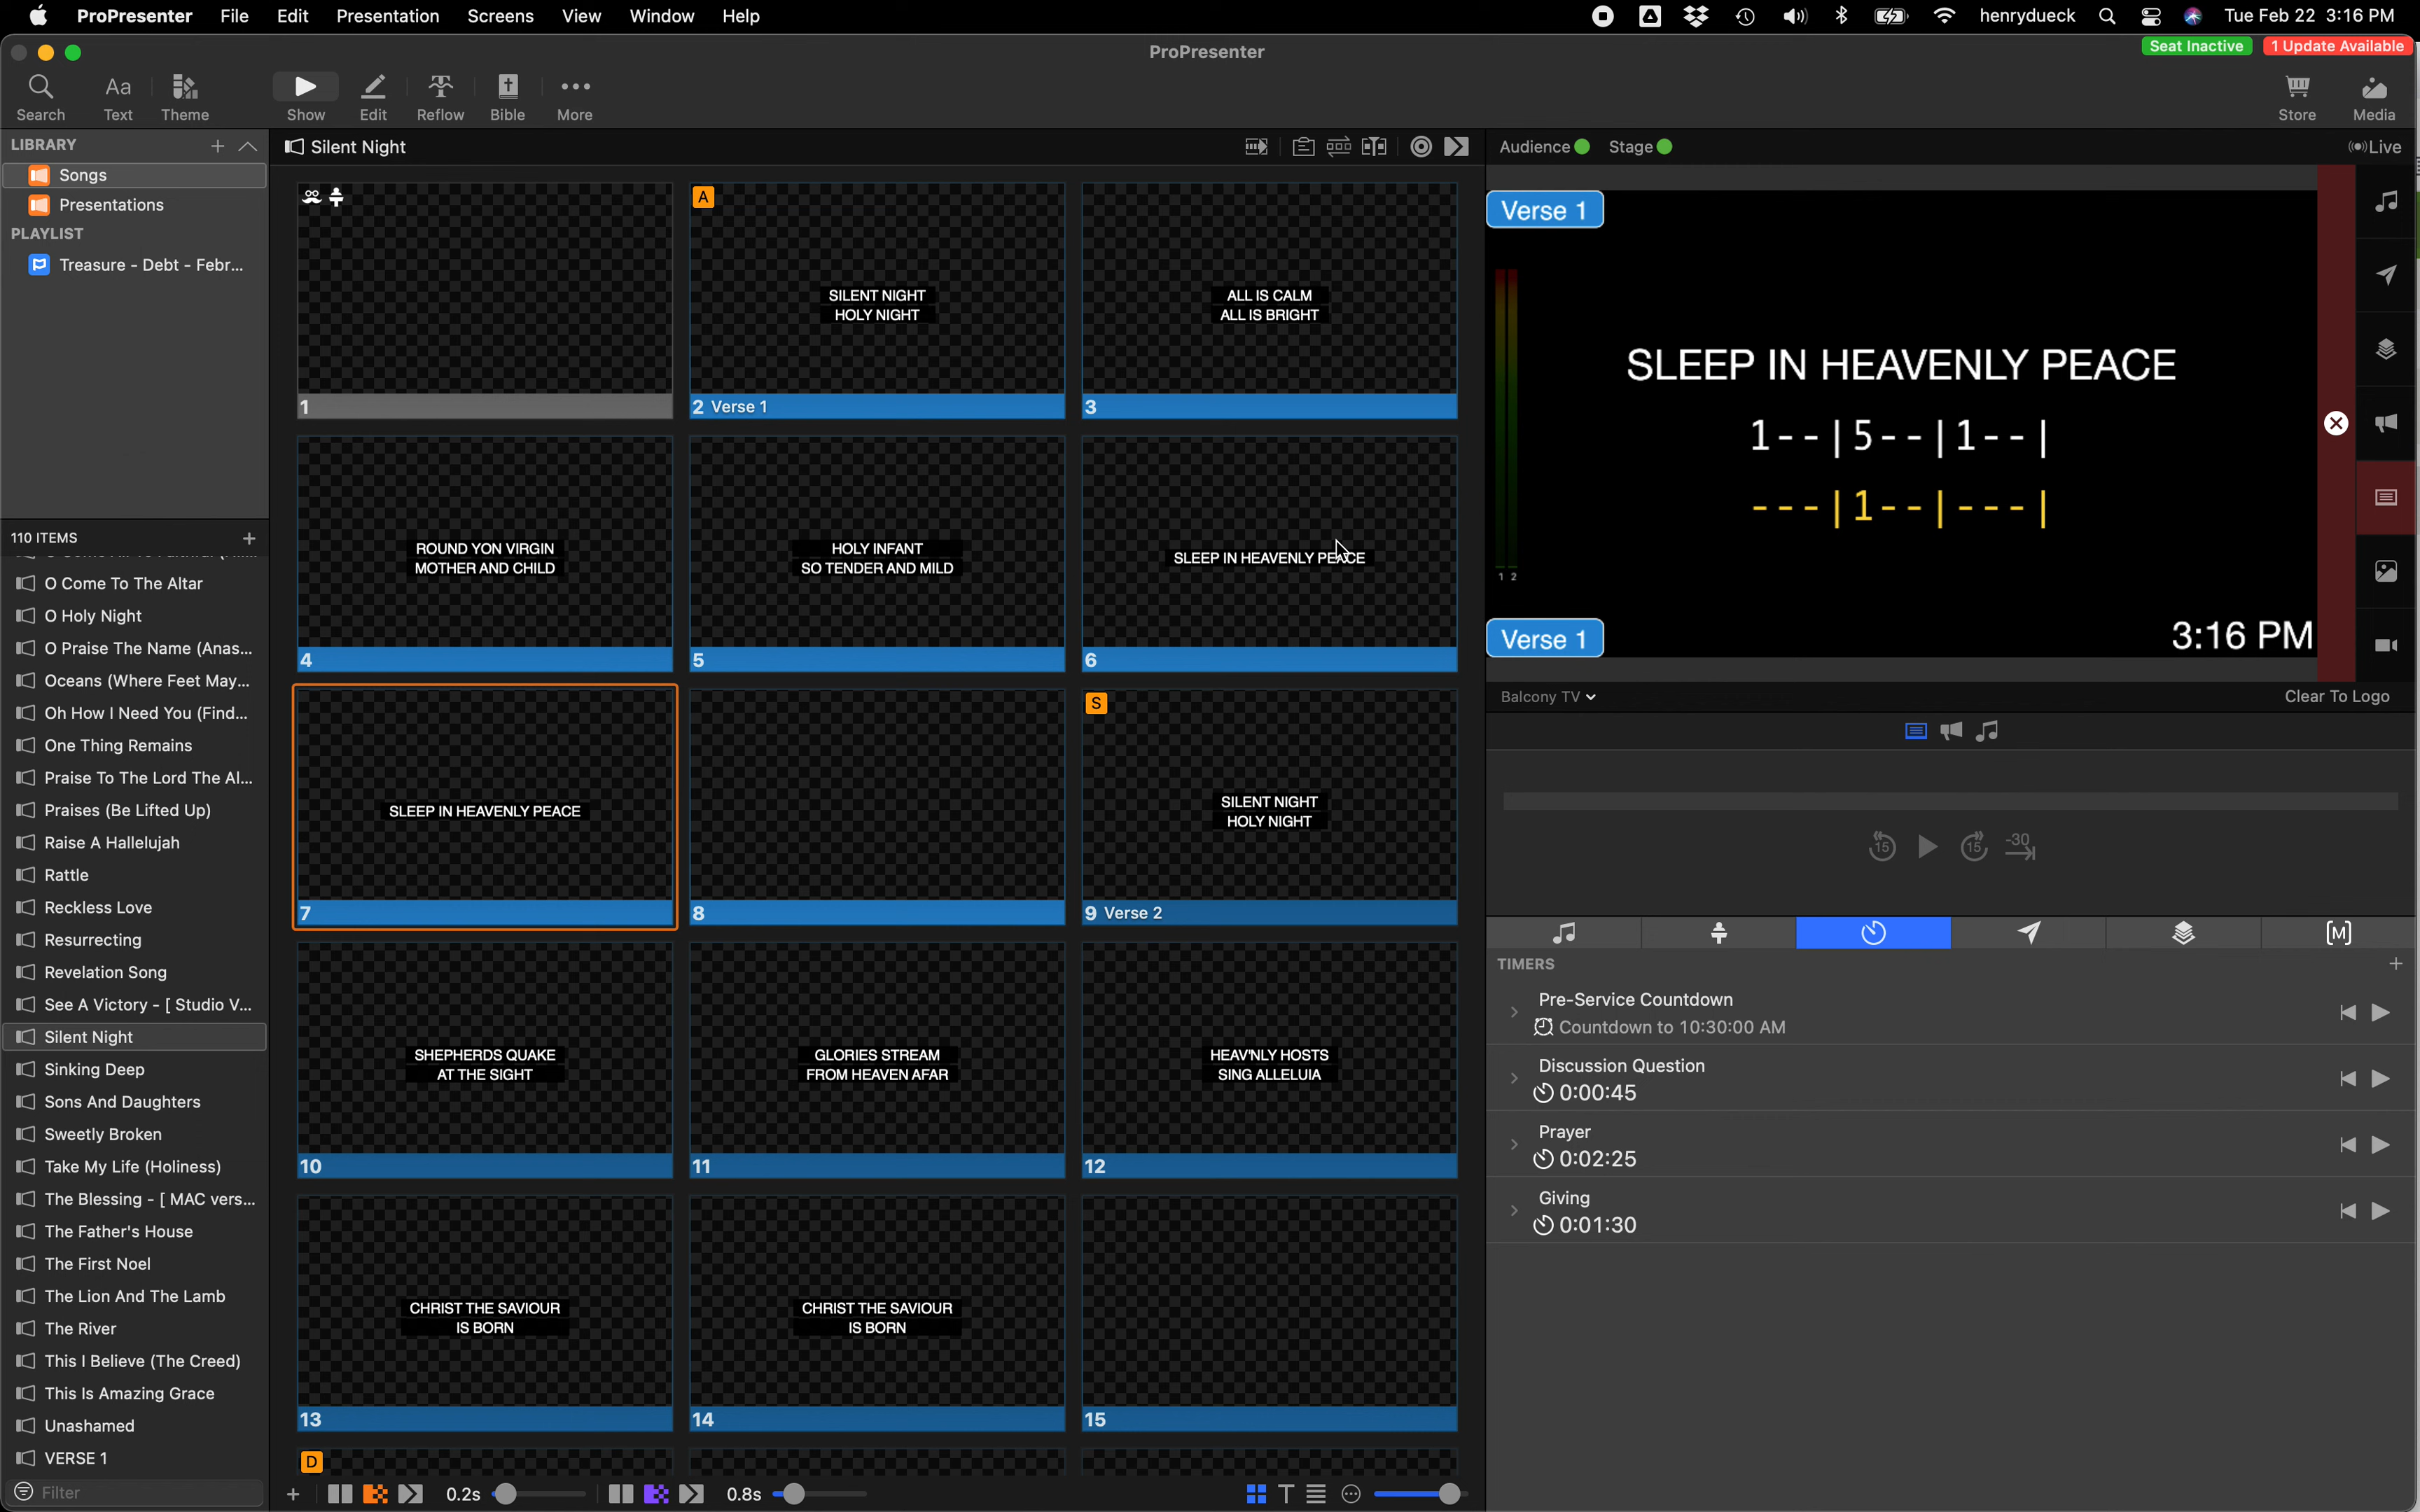 ProPresenter File Edit Presentation Screens View Window Help
henrydueck Tue Feb 22 3:16 PM
ProPresenter
Seat Inactive 1 Update Available
Search Text Theme Show Edit Reflow Bible More Store Media
LIBRARY
Songs
Presentations
PLAYLIST
Treasure - Debt - Febr...
110 ITEMS
O Come To The Altar
O Holy Night
O Praise The Name (Anas...
Oceans (Where Feet May...
Oh How I Need You (Find...
One Thing Remains
Praise To The Lord The Al...
Praises (Be Lifted Up)
Raise A Hallelujah
Rattle
Reckless Love
Resurrecting
Revelation Song
See A Victory - [ Studio V...
Silent Night
Sinking Deep
Sons And Daughters
Sweetly Broken
Take My Life (Holiness)
The Blessing - [ MAC vers...
The Father's House
The First Noel
The Lion And The Lamb
The River
This I Believe (The Creed)
This Is Amazing Grace
Unashamed
VERSE 1
Filter
Silent Night
1
A
SILENT NIGHT
HOLY NIGHT
2 Verse 1
ALL IS CALM
ALL IS BRIGHT
3
ROUND YON VIRGIN
MOTHER AND CHILD
4
HOLY INFANT
SO TENDER AND MILD
5
SLEEP IN HEAVENLY PEACE
6
SLEEP IN HEAVENLY PEACE
7
8
S
SILENT NIGHT
HOLY NIGHT
9 Verse 2
SHEPHERDS QUAKE
AT THE SIGHT
10
GLORIES STREAM
FROM HEAVEN AFAR
11
HEAV'NLY HOSTS
SING ALLELUIA
12
CHRIST THE SAVIOUR
IS BORN
13
CHRIST THE SAVIOUR
IS BORN
14
15
D
0.2s 0.8s
Audience Stage Live
Verse 1
SLEEP IN HEAVENLY PEACE
1--|5--|1--|
---|1--|---|
1 2
Verse 1
3:16 PM
Balcony TV Clear To Logo
15 15 -30
[M]
TIMERS
Pre-Service Countdown
Countdown to 10:30:00 AM
Discussion Question
0:00:45
Prayer
0:02:25
Giving
0:01:30